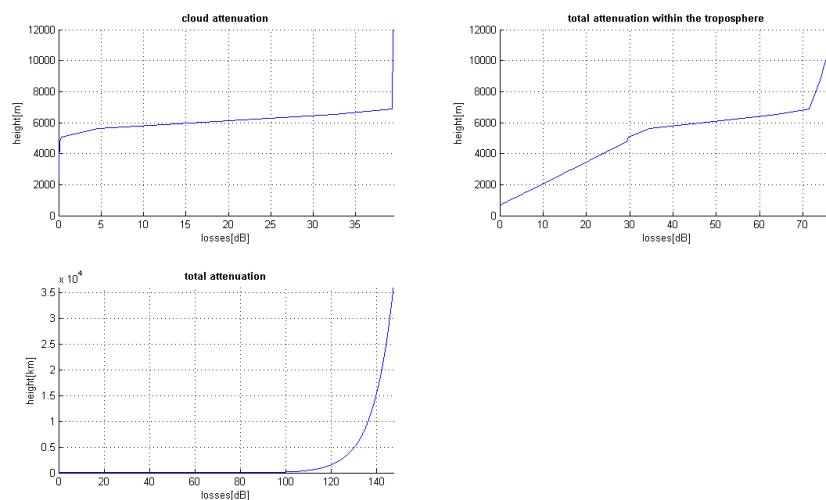 cloud attenuation
12000
10000
8000
6000
4000
2000
0
height[m]
0 5 10 15 20 25 30 35
losses[dB]
total attenuation within the troposphere
12000
10000
8000
6000
4000
2000
0
height[m]
0 10 20 30 40 50 60 70
losses[dB]
total attenuation
x 10^4
3.5
3
2.5
2
1.5
1
0.5
0
height[km]
0 20 40 60 80 100 120 140
losses[dB]